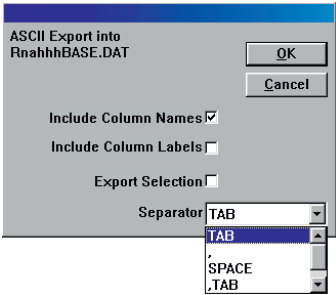 ASCII Export into
RnahhhBASE.DAT
OK
Cancel
Include Column Names
Include Column Labels
Export Selection
Separator TAB
TAB
,
SPACE
,TAB